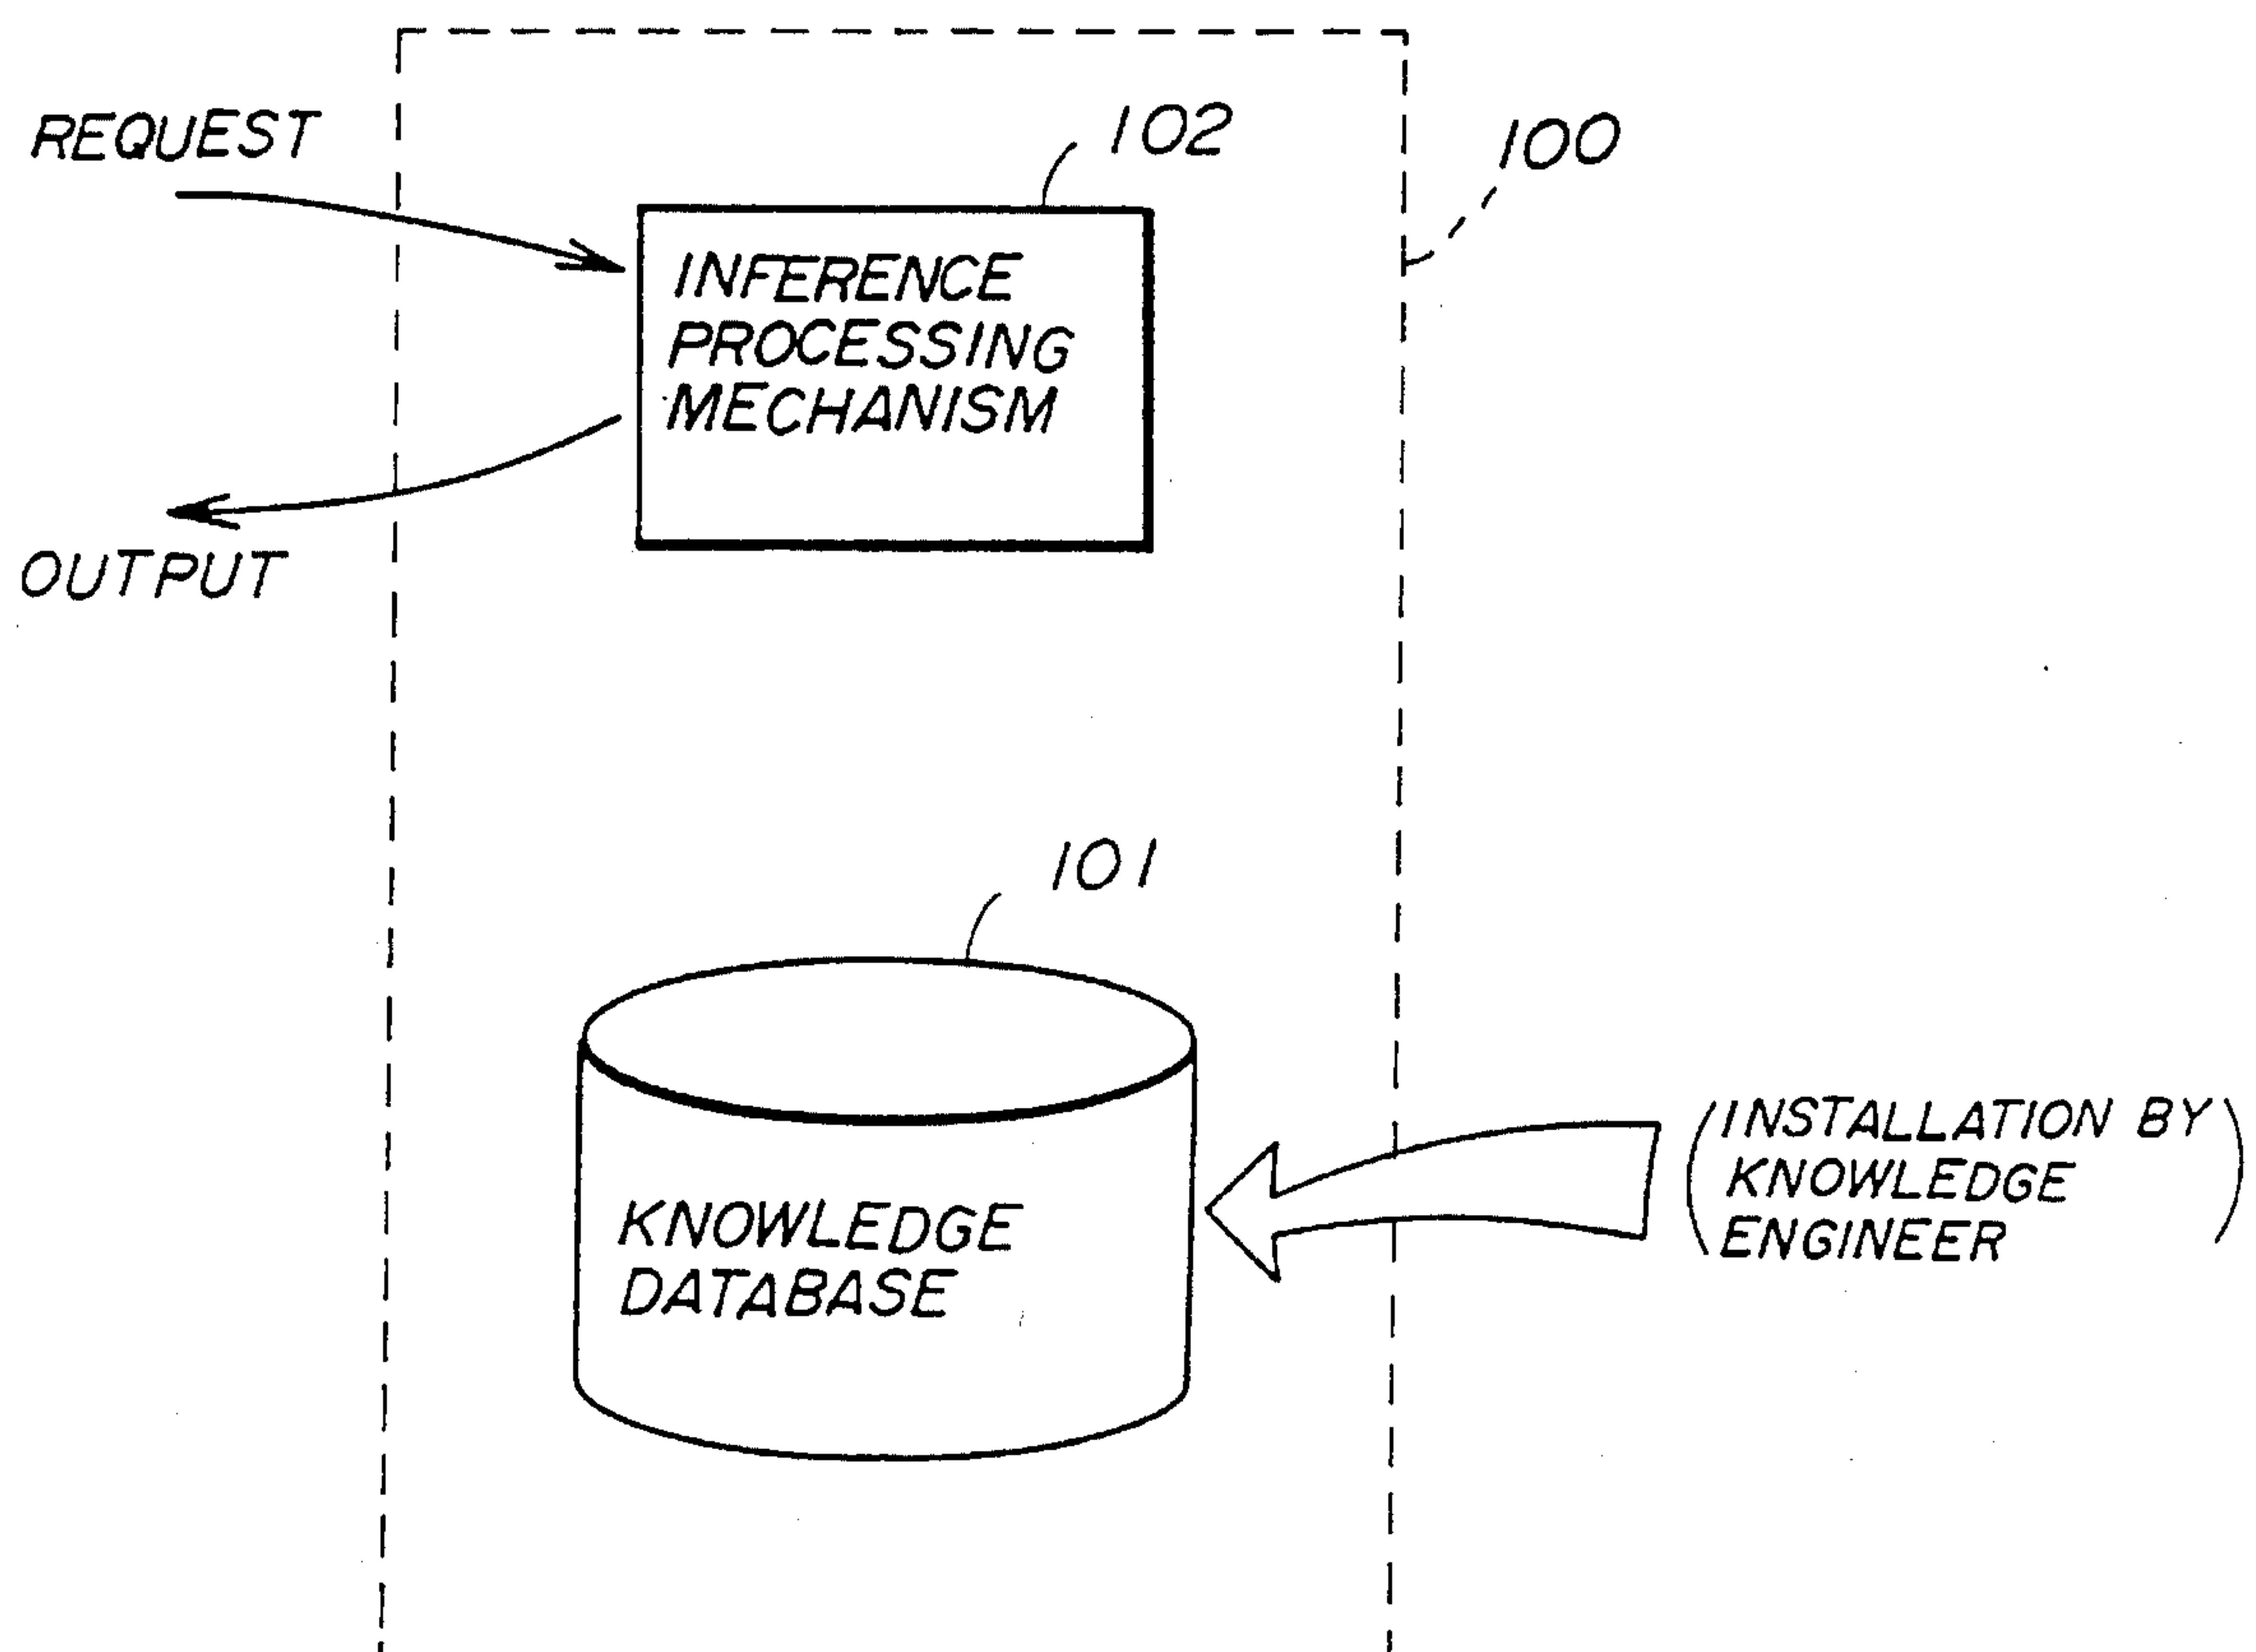 REQUEST
102
100
INFERENCE
PROCESSING
MECHANISM
OUTPUT
101
(INSTALLATION BY)
KNOWLEDGE
ENGINEER
KNOWLEDGE
DATABASE